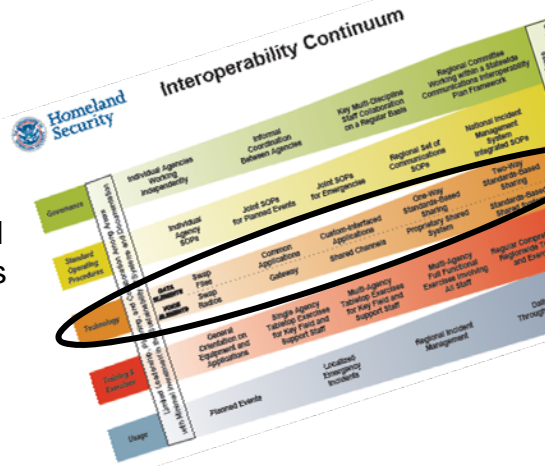 Homeland
Security
Interoperability Continuum
Governance
Individual Agencies
Working
Independently
Informal
Coordination
Between Agencies
Key Multi-Discipline
Staff Collaboration
on a Regular Basis
Regional Committee
Working within a Statewide
Communications Interoperability
Plan Framework
Standard
Operating
Procedures
Individual
Agency
SOPs
Joint SOPs
for Planned Events
Joint SOPs
for Emergencies
Regional Set of
Communications
SOPs
National Incident
Management
System
Integrated SOPs
Technology
DATA
ELEMENTS
Swap
Files
Common
Applications
Custom-Interfaced
Applications
One-Way
Standards-Based
Sharing
Two-Way
Standards-Based
Sharing
VOICE
ELEMENTS
Swap
Radios
Gateway
Shared Channels
Proprietary Shared
System
Standards-Based
Shared
Training &
Exercises
General
Orientation on
Equipment and
Applications
Single Agency
Tabletop Exercises
for Key Field and
Support Staff
Multi-Agency
Tabletop Exercises
for Key Field and
Support Staff
Multi-Agency
Full Functional
Exercises Involving
All Staff
Regular
Regionwide
Usage
Planned Events
Localized
Emergency
Incidents
Regional Incident
Management